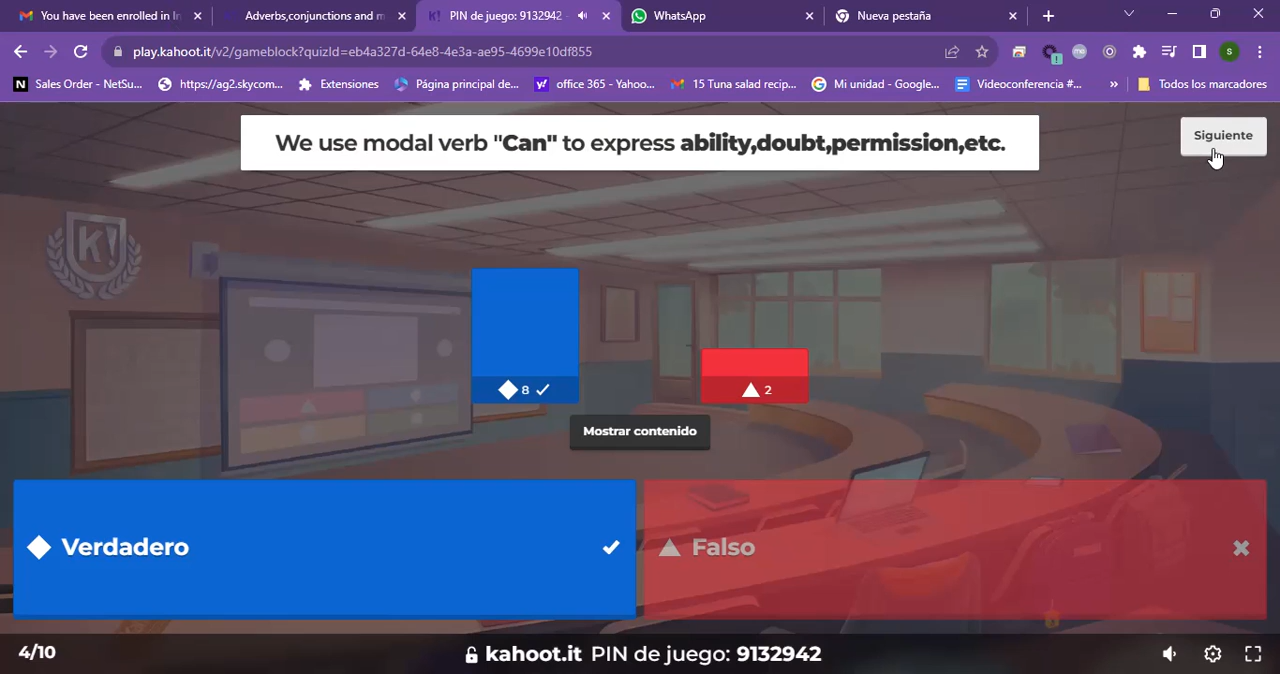 You have been enrolled in In
Adverbs,conjunctions and m
PIN de juego: 9132942
WhatsApp
Nueva pestaña
play.kahoot.it/v2/gameblock?quizId=eb4a327d-64e8-4e3a-ae95-4699e10df855
S
Sales Order - NetSu...
https://ag2.skycom...
Extensiones
Página principal de...
office 365 - Yahoo...
15 Tuna salad recip...
Mi unidad - Google...
Videoconferencia #...
»
Todos los marcadores
We use modal verb "Can" to express ability,doubt,permission,etc.
Siguiente
K!
8
2
Mostrar contenido
Verdadero
Falso
4/10
kahoot.it PIN de juego: 9132942